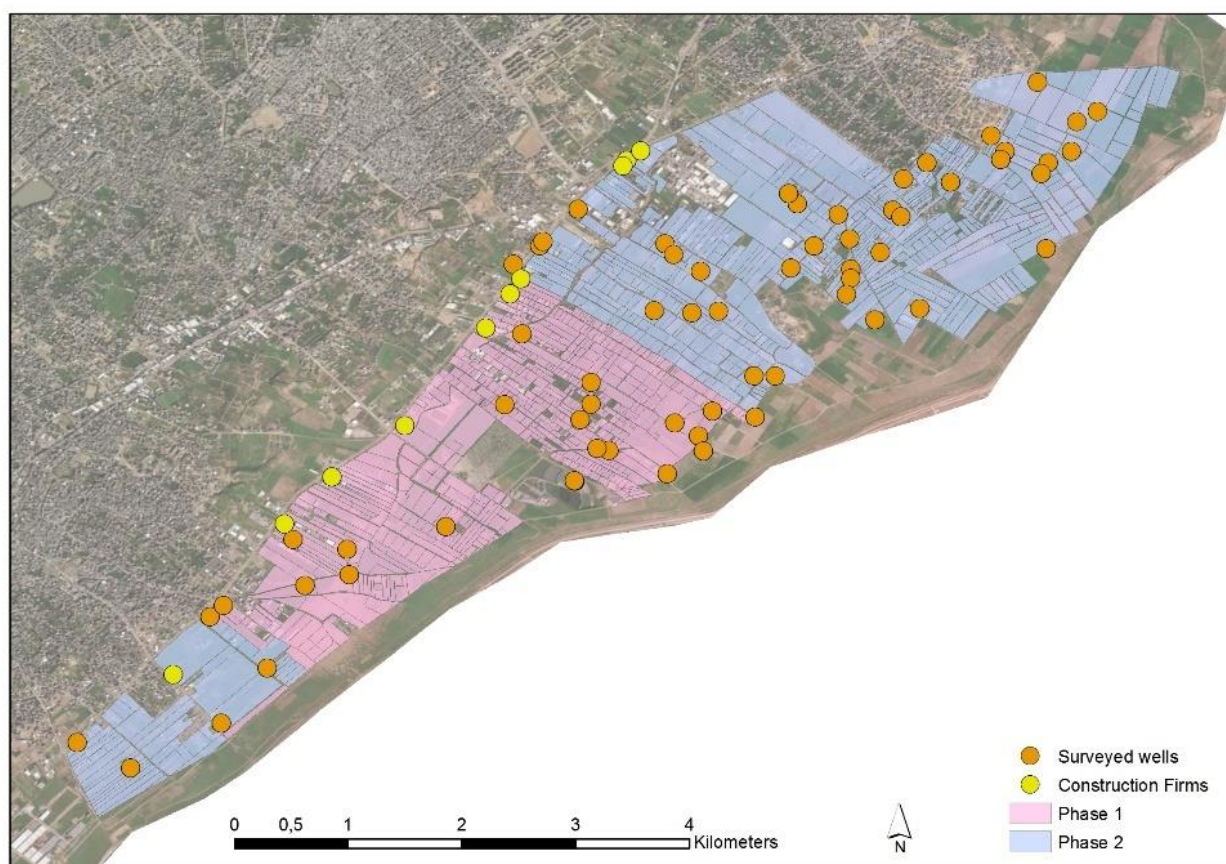 Surveyed wells
Construction Firms
Phase 1
Phase 2
0 0,5 1 2 3 4
Kilometers
N